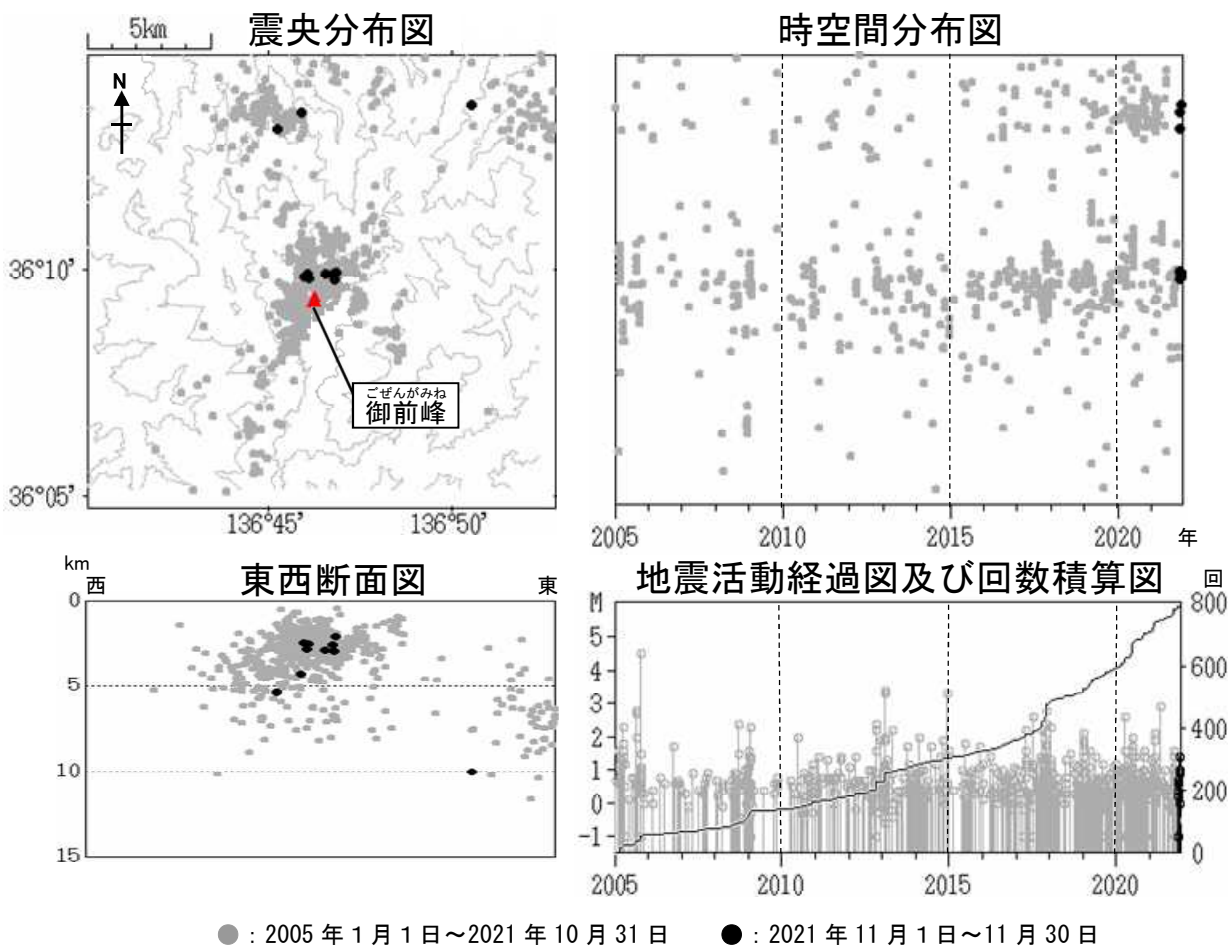 5km
震央分布図
N
36°10'
ごぜんがみね
御前峰
36°05'
136°45'
136°50'
時空間分布図
2005
2010
2015
2020
年
km
西
東西断面図
東
0
5
10
15
地震活動経過図及び回数積算図
回
M
5
4
3
2
1
0
-1
800
600
400
200
0
2005
2010
2015
2020
：2005 年 1 月 1 日～2021 年 10 月 31 日
：2021 年 11 月 1 日～11 月 30 日